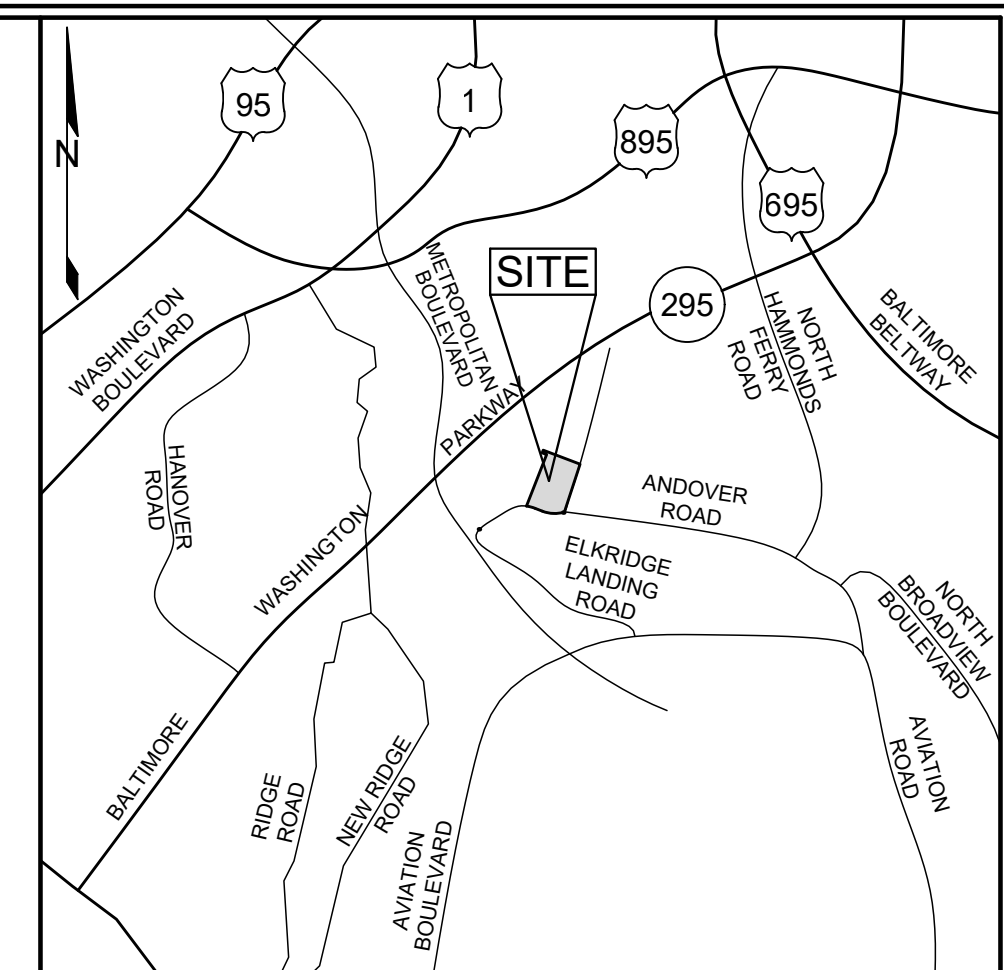 95
1
895
N
695
METROPOLITAN
BOULEVARD
SITE
295
WASHINGTON
BOULEVARD
NORTH
HAMMONDS
FERRY
ROAD
BALTIMORE
BELTWAY
PARKWAY
HANOVER
ROAD
ANDOVER
ROAD
WASHINGTON
ELKRIDGE
LANDING
ROAD
NORTH
BROADVIEW
BOULEVARD
BALTIMORE
RIDGE
ROAD
NEW RIDGE
ROAD
AVIATION
BOULEVARD
AVIATION
ROAD